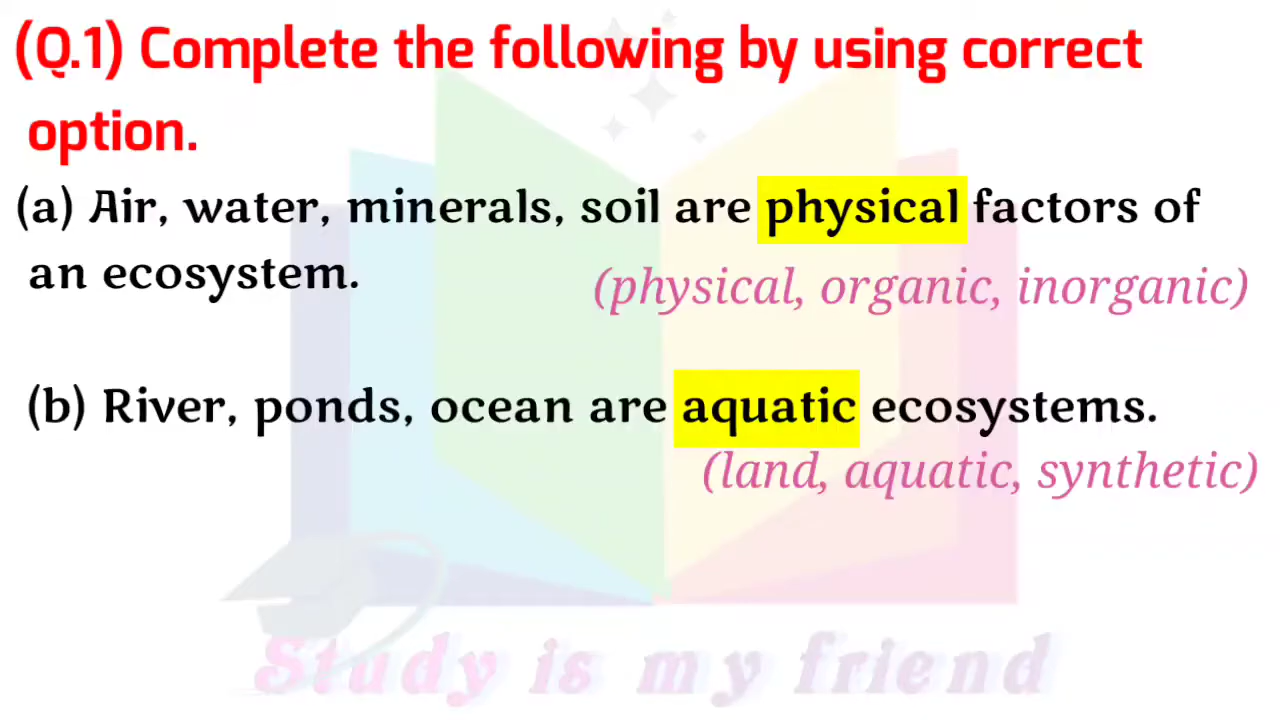 (Q.1) Complete the following by using correct
option.
(a) Air, water, minerals, soil are physical factors of
an ecosystem.
(physical, organic, inorganic)
(b) River, ponds, ocean are aquatic ecosystems.
(land, aquatic, synthetic)
Study is my friend